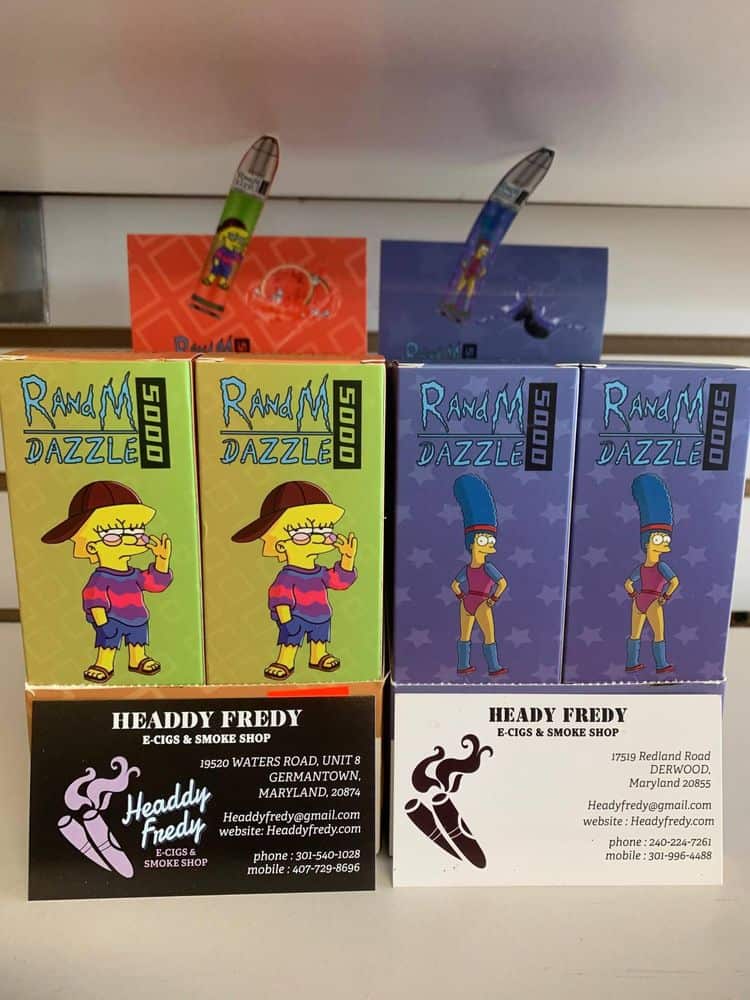 RandM
RandM
RandM
5000
DAZZLE
RandM
5000
DAZZLE
RandM
5000
DAZZLE
RandM
5000
DAZZLE
HEADDY FREDY
E-CIGS & SMOKE SHOP
19520 WATERS ROAD, UNIT 8
GERMANTOWN,
MARYLAND, 20874
Headdyfredy@gmail.com
website: Headdyfredy.com
phone : 301-540-1028
mobile : 407-729-8696
Headdy
Fredy
E-CIGS &
SMOKE SHOP
HEADY FREDY
E-CIGS & SMOKE SHOP
17519 Redland Road
DERWOOD,
Maryland 20855
Headyfredy@gmail.com
website : Headyfredy.com
phone : 240-224-7261
mobile : 301-996-4488